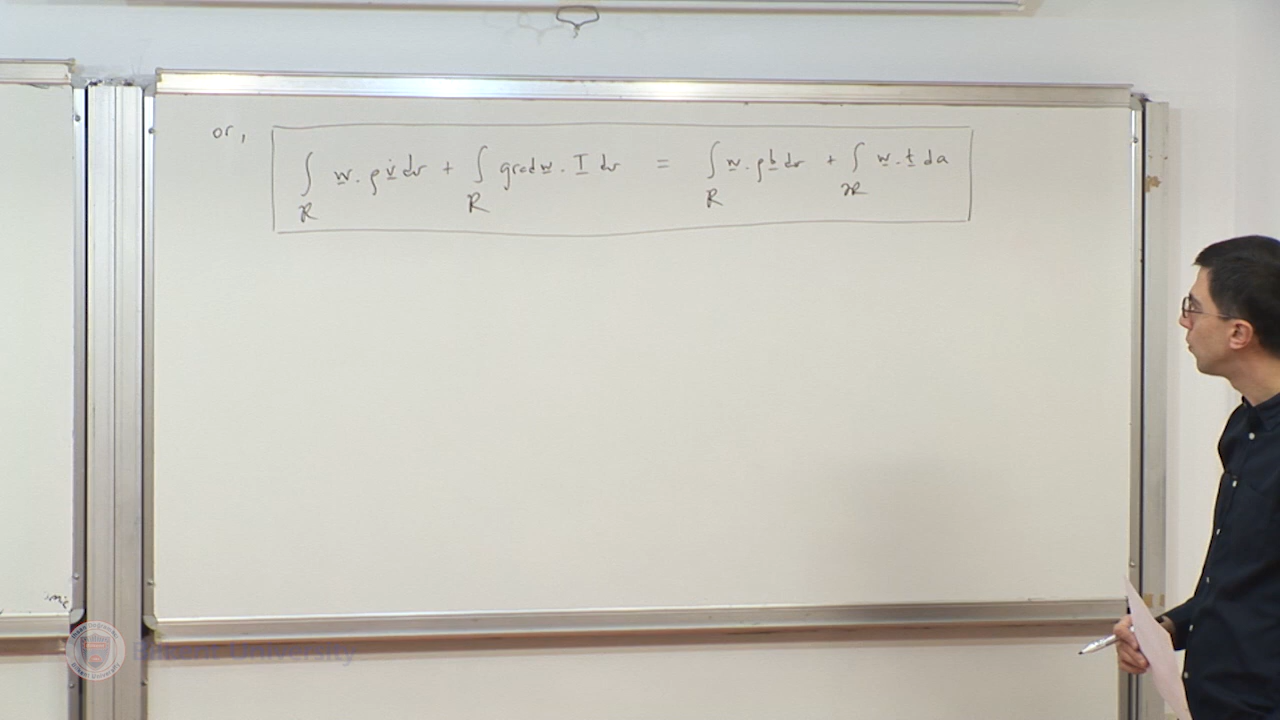 or, ∫_R w̲ . ρ v̲̇ dv + ∫_R grad w̲ . T̲ dv = ∫_R w̲ . ρ b̲ dv + ∫_∂R w̲ . t̲ da
Bilkent University